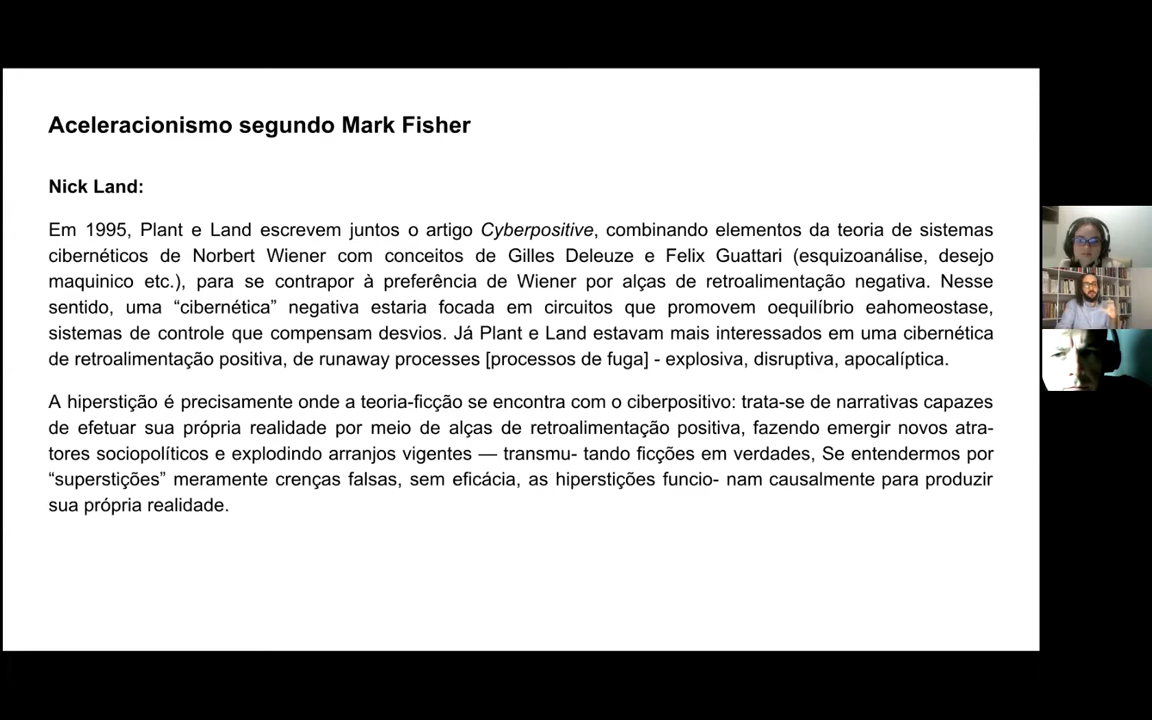 Aceleracionismo segundo Mark Fisher
Nick Land:
Em 1995, Plant e Land escrevem juntos o artigo Cyberpositive, combinando elementos da teoria de sistemas
cibernéticos de Norbert Wiener com conceitos de Gilles Deleuze e Felix Guattari (esquizoanálise, desejo
maquinico etc.), para se contrapor à preferência de Wiener por alças de retroalimentação negativa. Nesse
sentido, uma “cibernética” negativa estaria focada em circuitos que promovem oequilíbrio eahomeostase,
sistemas de controle que compensam desvios. Já Plant e Land estavam mais interessados em uma cibernética
de retroalimentação positiva, de runaway processes [processos de fuga] - explosiva, disruptiva, apocalíptica.
A hiperstição é precisamente onde a teoria-ficção se encontra com o ciberpositivo: trata-se de narrativas capazes
de efetuar sua própria realidade por meio de alças de retroalimentação positiva, fazendo emergir novos atra-
tores sociopolíticos e explodindo arranjos vigentes — transmu- tando ficções em verdades, Se entendermos por
“superstições” meramente crenças falsas, sem eficácia, as hiperstições funcio- nam causalmente para produzir
sua própria realidade.